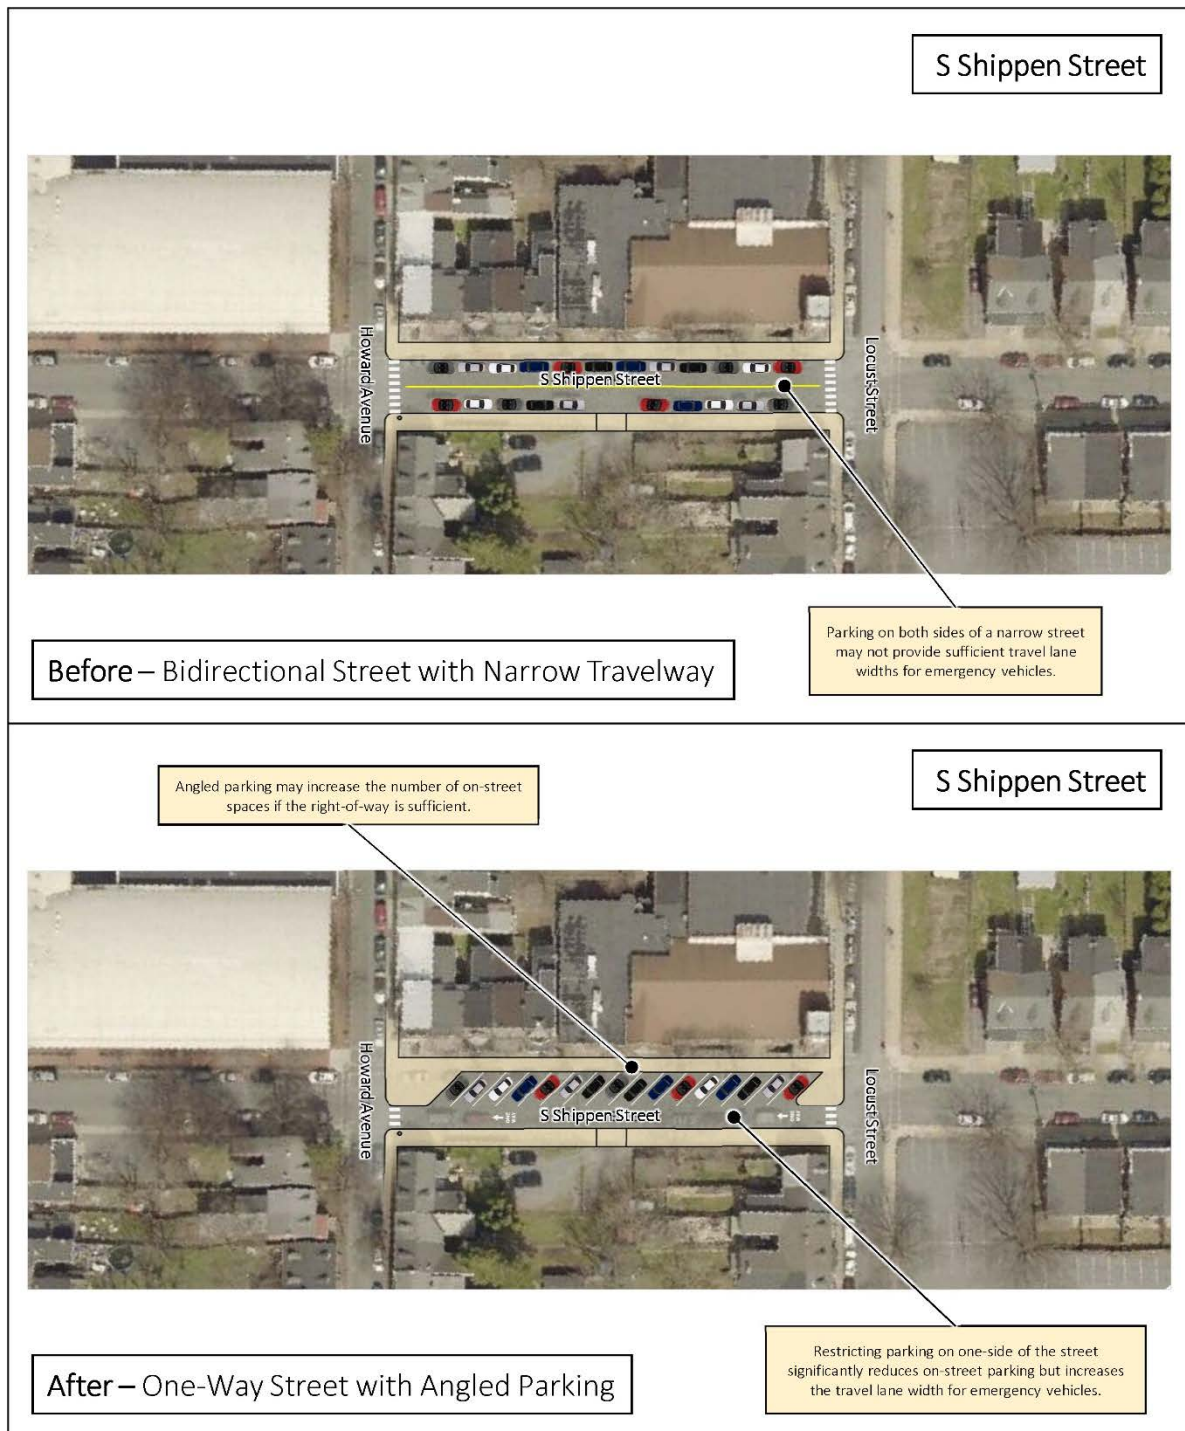 S Shippen Street
Howard Avenue
S Shippen Street
Locust Street
Parking on both sides of a narrow street
may not provide sufficient travel lane
widths for emergency vehicles.
Before – Bidirectional Street with Narrow Travelway
S Shippen Street
Angled parking may increase the number of on-street
spaces if the right-of-way is sufficient.
Howard Avenue
S Shippen Street
Locust Street
Restricting parking on one-side of the street
significantly reduces on-street parking but increases
the travel lane width for emergency vehicles.
After – One-Way Street with Angled Parking